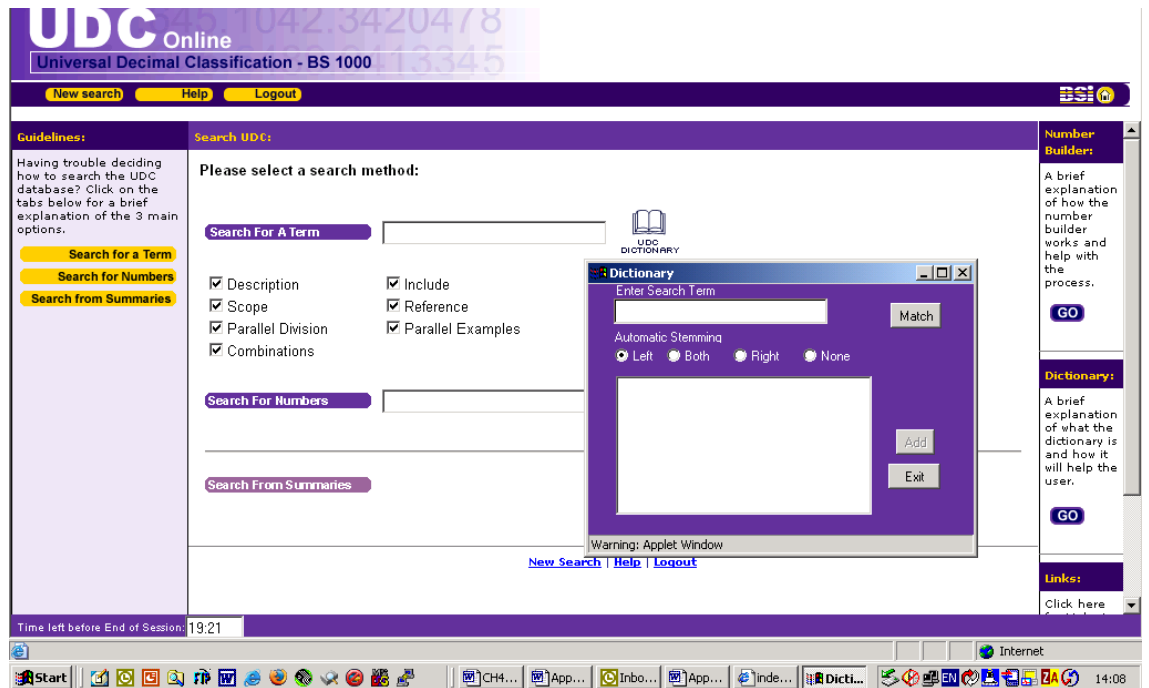 45.1042.3420478
UDC Online
Universal Decimal Classification - BS 1000
New search
Help
Logout
BSi
Guidelines:
Having trouble deciding
how to search the UDC
database? Click on the
tabs below for a brief
explanation of the 3 main
options.
Search for a Term
Search for Numbers
Search from Summaries
Search UDC:
Please select a search method:
Search For A Term
UDC
DICTIONARY
Description
Include
Scope
Reference
Parallel Division
Parallel Examples
Combinations
Search For Numbers
Search From Summaries
Dictionary
Enter Search Term
Match
Automatic Stemming
Left
Both
Right
None
Add
Exit
Warning: Applet Window
New Search | Help | Logout
Number
Builder:
A brief
explanation
of how the
number
builder
works and
help with
the
process.
GO
Dictionary:
A brief
explanation
of what the
dictionary is
and how it
will help the
user.
GO
Links:
Click here
Time left before End of Session:
19:21
Internet
Start
CH4...
App...
Inbo...
App...
inde...
Dicti...
EN
14:08